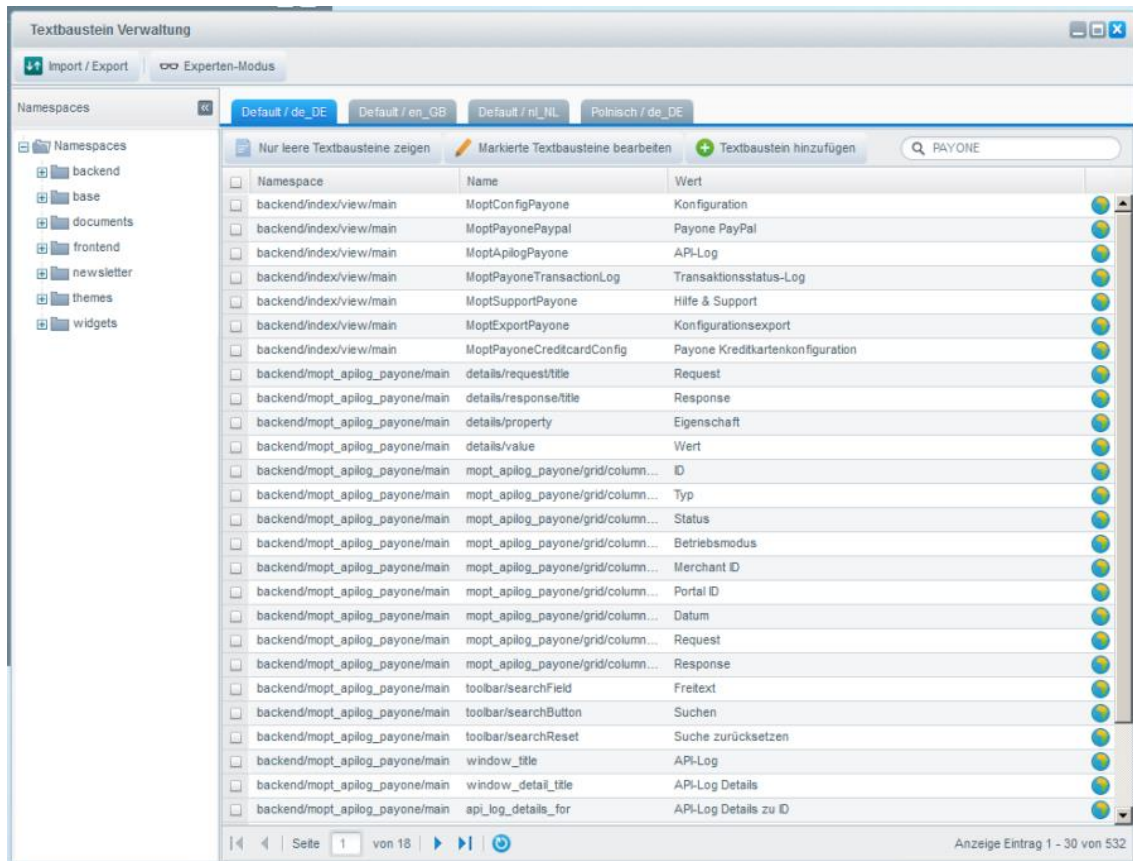 Textbaustein Verwaltung
Import / Export Experten-Modus
Namespaces
Default / de_DE Default / en_GB Default / nl_NL Polnisch / de_DE
Namespaces
backend
base
documents
frontend
newsletter
themes
widgets
Nur leere Textbausteine zeigen Markierte Textbausteine bearbeiten Textbaustein hinzufügen PAYONE
Namespace Name Wert
backend/index/view/main MoptConfigPayone Konfiguration
backend/index/view/main MoptPayonePaypal Payone PayPal
backend/index/view/main MoptApilogPayone API-Log
backend/index/view/main MoptPayoneTransactionLog Transaktionsstatus-Log
backend/index/view/main MoptSupportPayone Hilfe & Support
backend/index/view/main MoptExportPayone Konfigurationsexport
backend/index/view/main MoptPayoneCreditcardConfig Payone Kreditkartenkonfiguration
backend/mopt_apilog_payone/main details/request/title Request
backend/mopt_apilog_payone/main details/response/title Response
backend/mopt_apilog_payone/main details/property Eigenschaft
backend/mopt_apilog_payone/main details/value Wert
backend/mopt_apilog_payone/main mopt_apilog_payone/grid/column... ID
backend/mopt_apilog_payone/main mopt_apilog_payone/grid/column... Typ
backend/mopt_apilog_payone/main mopt_apilog_payone/grid/column... Status
backend/mopt_apilog_payone/main mopt_apilog_payone/grid/column... Betriebsmodus
backend/mopt_apilog_payone/main mopt_apilog_payone/grid/column... Merchant ID
backend/mopt_apilog_payone/main mopt_apilog_payone/grid/column... Portal ID
backend/mopt_apilog_payone/main mopt_apilog_payone/grid/column... Datum
backend/mopt_apilog_payone/main mopt_apilog_payone/grid/column... Request
backend/mopt_apilog_payone/main mopt_apilog_payone/grid/column... Response
backend/mopt_apilog_payone/main toolbar/searchField Freitext
backend/mopt_apilog_payone/main toolbar/searchButton Suchen
backend/mopt_apilog_payone/main toolbar/searchReset Suche zurücksetzen
backend/mopt_apilog_payone/main window_title API-Log
backend/mopt_apilog_payone/main window_detail_title API-Log Details
backend/mopt_apilog_payone/main api_log_details_for API-Log Details zu ID
Seite 1 von 18 Anzeige Eintrag 1 - 30 von 532